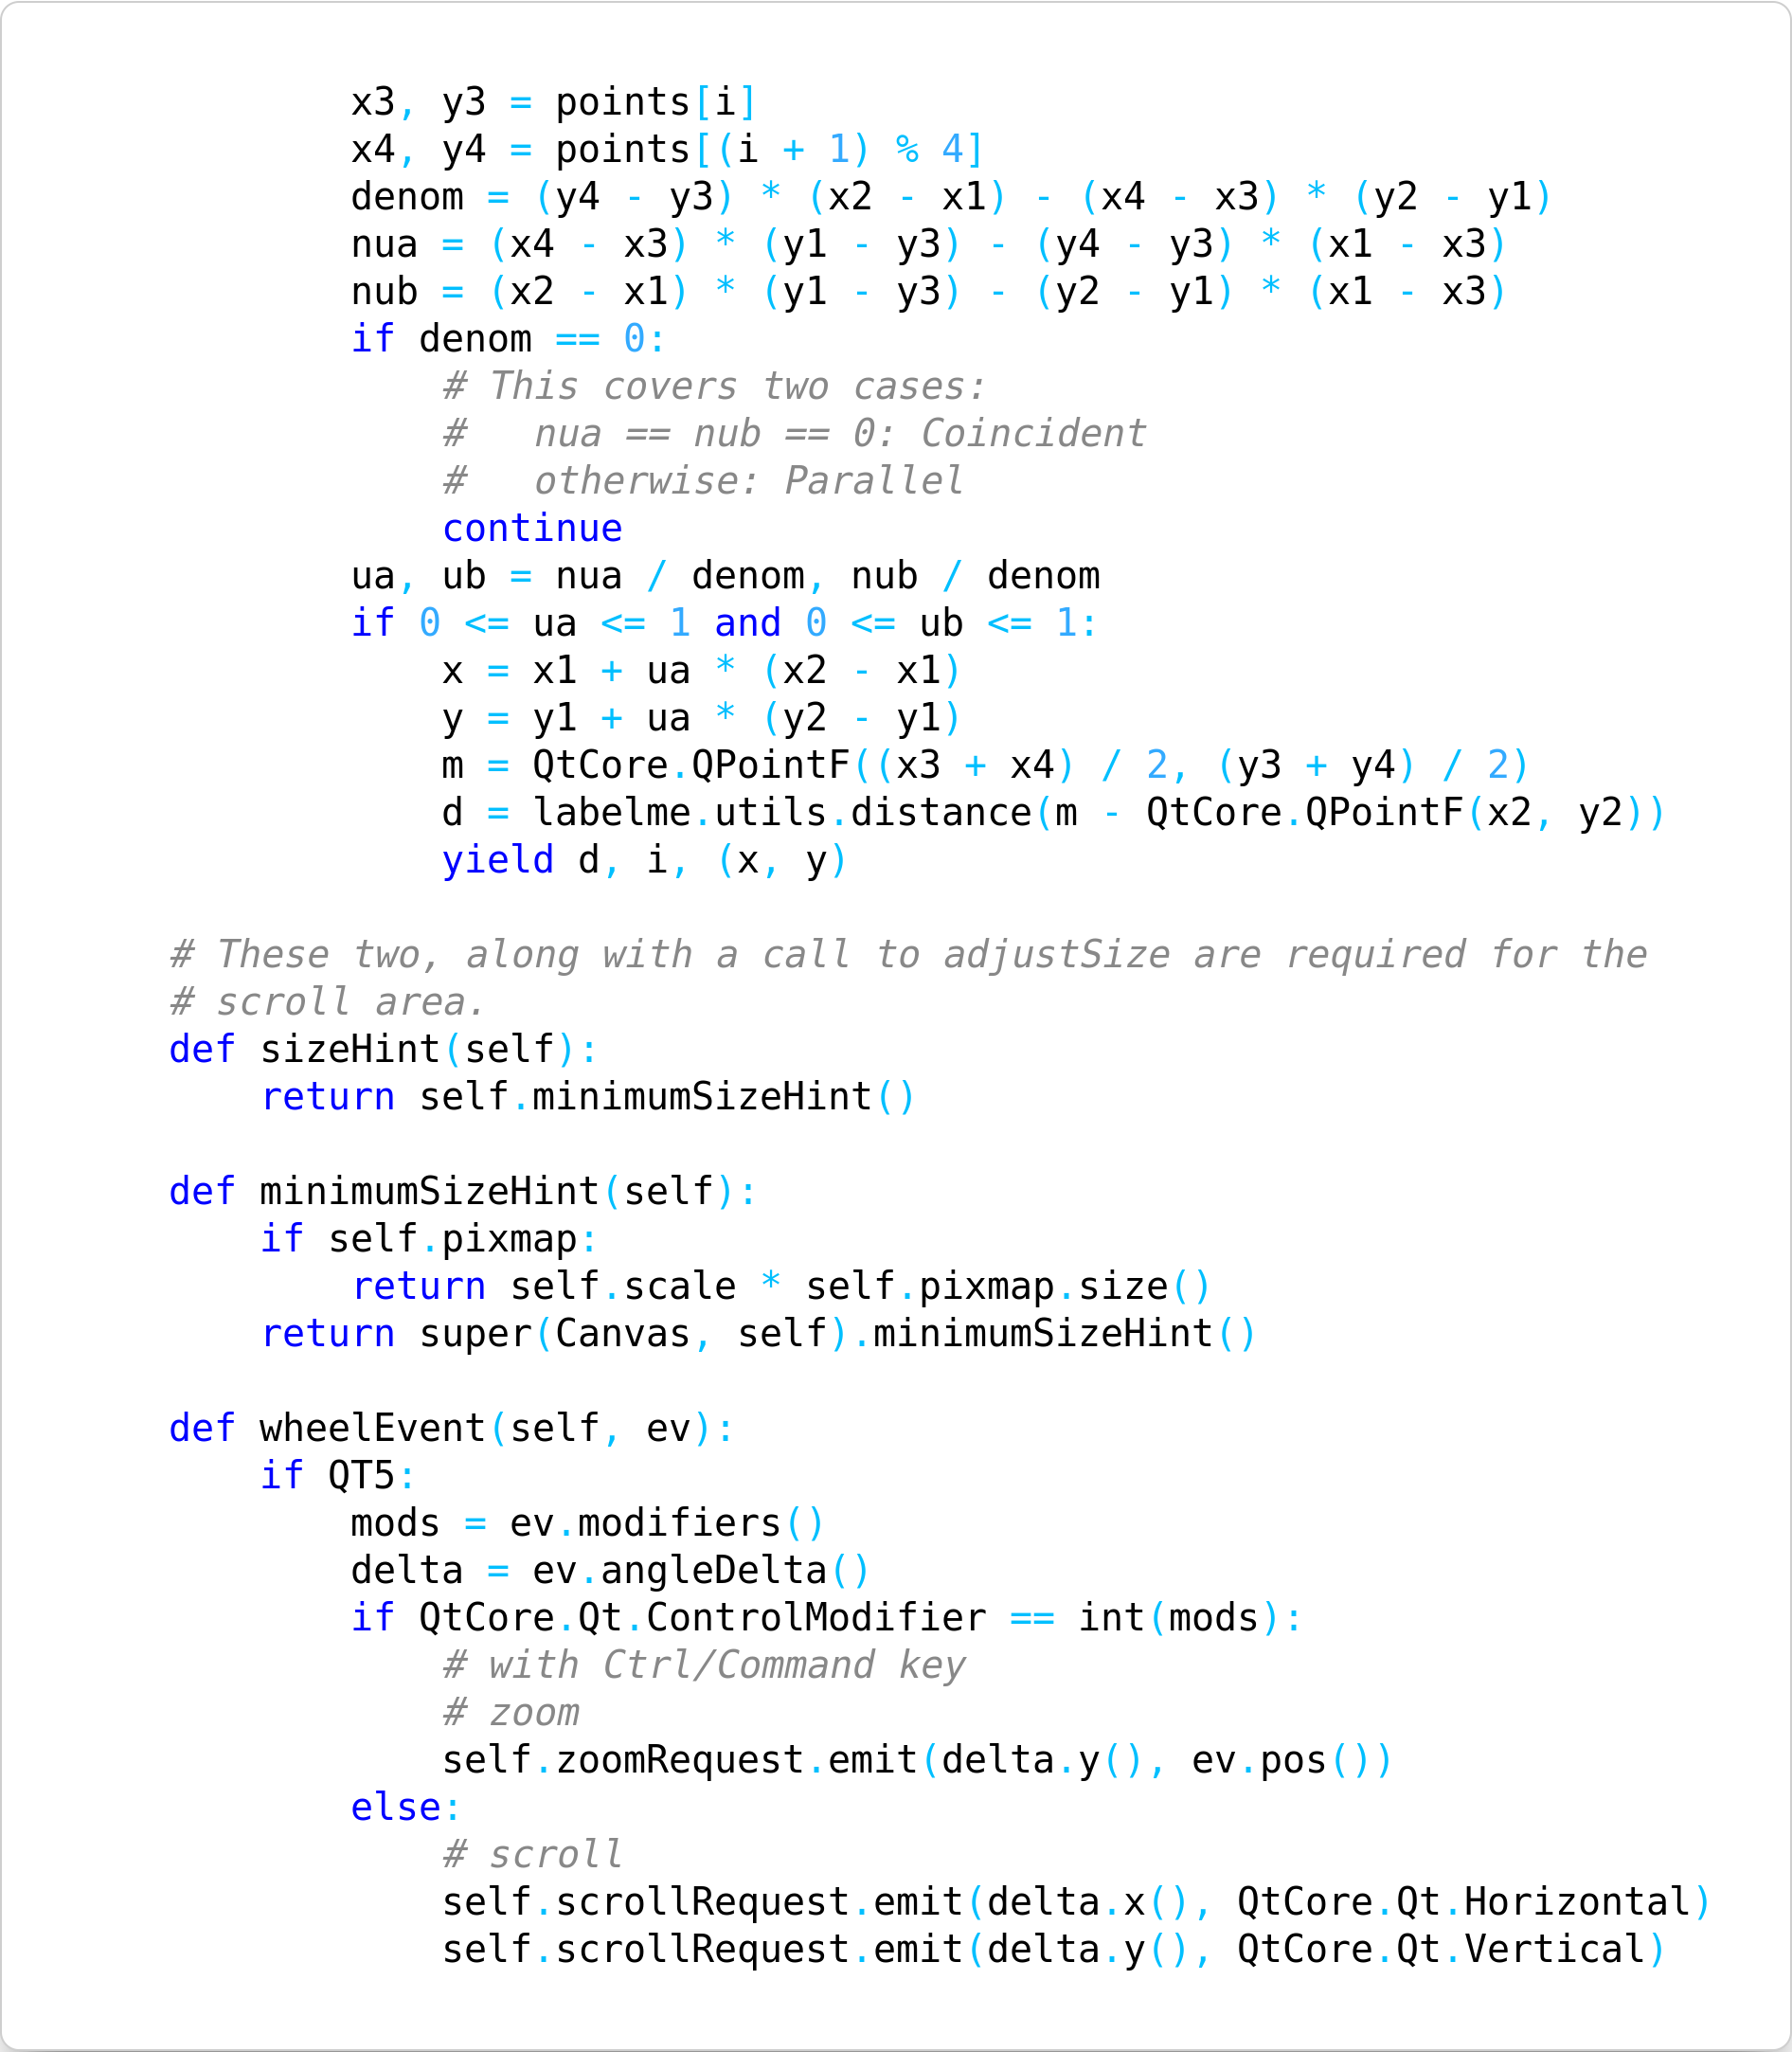 x3, y3 = points[i]
x4, y4 = points[(i + 1) % 4]
denom = (y4 - y3) * (x2 - x1) - (x4 - x3) * (y2 - y1)
nua = (x4 - x3) * (y1 - y3) - (y4 - y3) * (x1 - x3)
nub = (x2 - x1) * (y1 - y3) - (y2 - y1) * (x1 - x3)
if denom == 0:
# This covers two cases:
#   nua == nub == 0: Coincident
#   otherwise: Parallel
continue
ua, ub = nua / denom, nub / denom
if 0 <= ua <= 1 and 0 <= ub <= 1:
x = x1 + ua * (x2 - x1)
y = y1 + ua * (y2 - y1)
m = QtCore.QPointF((x3 + x4) / 2, (y3 + y4) / 2)
d = labelme.utils.distance(m - QtCore.QPointF(x2, y2))
yield d, i, (x, y)
# These two, along with a call to adjustSize are required for the
# scroll area.
def sizeHint(self):
return self.minimumSizeHint()
def minimumSizeHint(self):
if self.pixmap:
return self.scale * self.pixmap.size()
return super(Canvas, self).minimumSizeHint()
def wheelEvent(self, ev):
if QT5:
mods = ev.modifiers()
delta = ev.angleDelta()
if QtCore.Qt.ControlModifier == int(mods):
# with Ctrl/Command key
# zoom
self.zoomRequest.emit(delta.y(), ev.pos())
else:
# scroll
self.scrollRequest.emit(delta.x(), QtCore.Qt.Horizontal)
self.scrollRequest.emit(delta.y(), QtCore.Qt.Vertical)